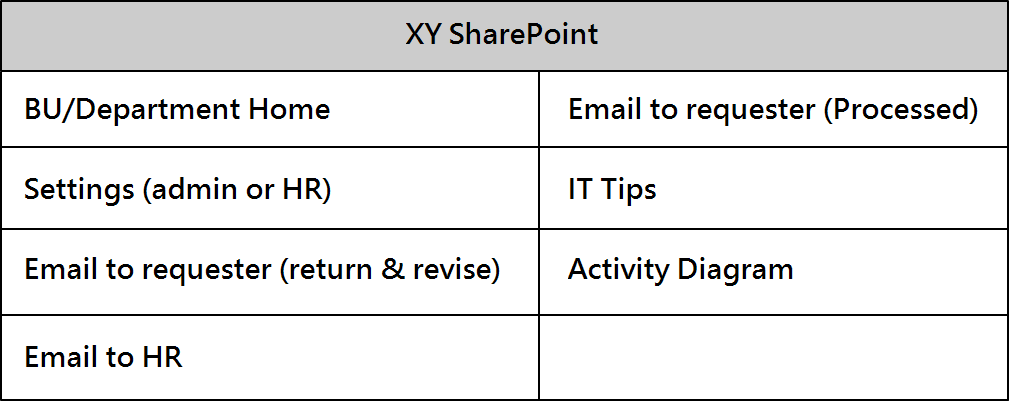 XY SharePoint
BU/Department Home
Email to requester (Processed)
Settings (admin or HR)
IT Tips
Email to requester (return & revise)
Activity Diagram
Email to HR